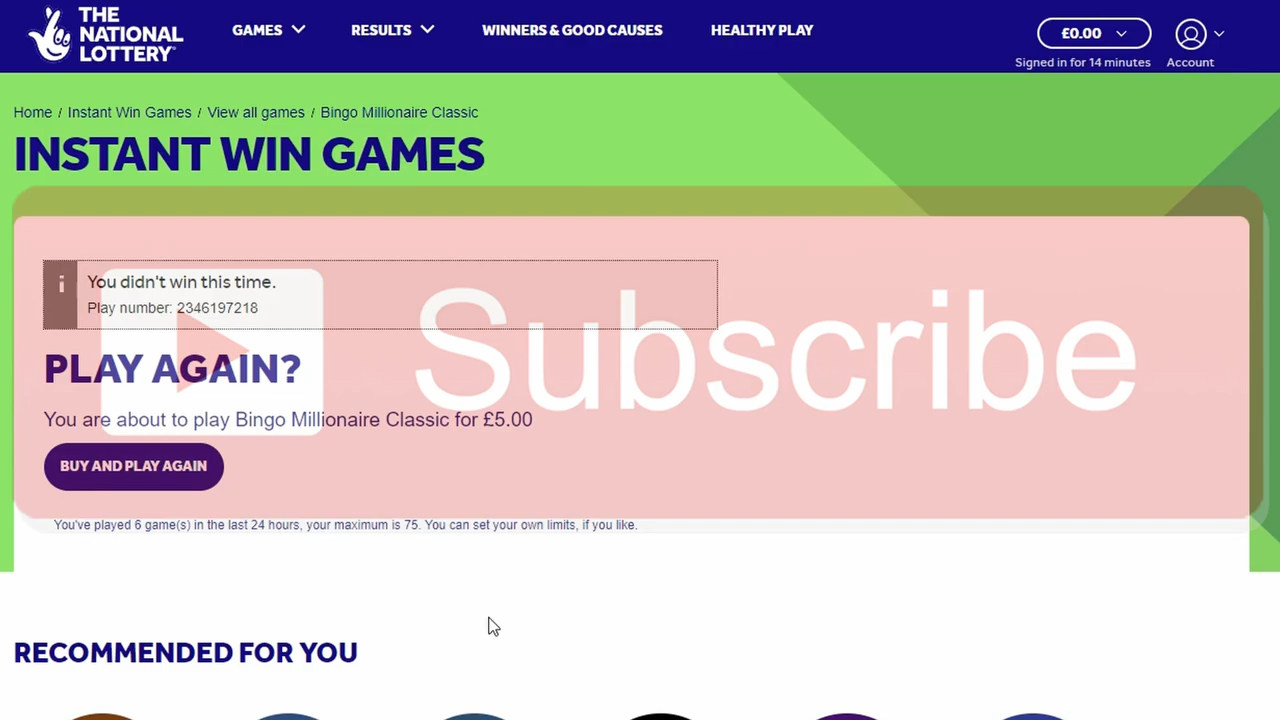 THE
NATIONAL
LOTTERY®
GAMES
RESULTS
WINNERS & GOOD CAUSES
HEALTHY PLAY
£0.00
Signed in for 14 minutes
Account
Home / Instant Win Games / View all games / Bingo Millionaire Classic
INSTANT WIN GAMES
i
You didn't win this time.
Play number: 2346197218
Subscribe
PLAY AGAIN?
You are about to play Bingo Millionaire Classic for £5.00
BUY AND PLAY AGAIN
You've played 6 game(s) in the last 24 hours, your maximum is 75. You can set your own limits, if you like.
RECOMMENDED FOR YOU